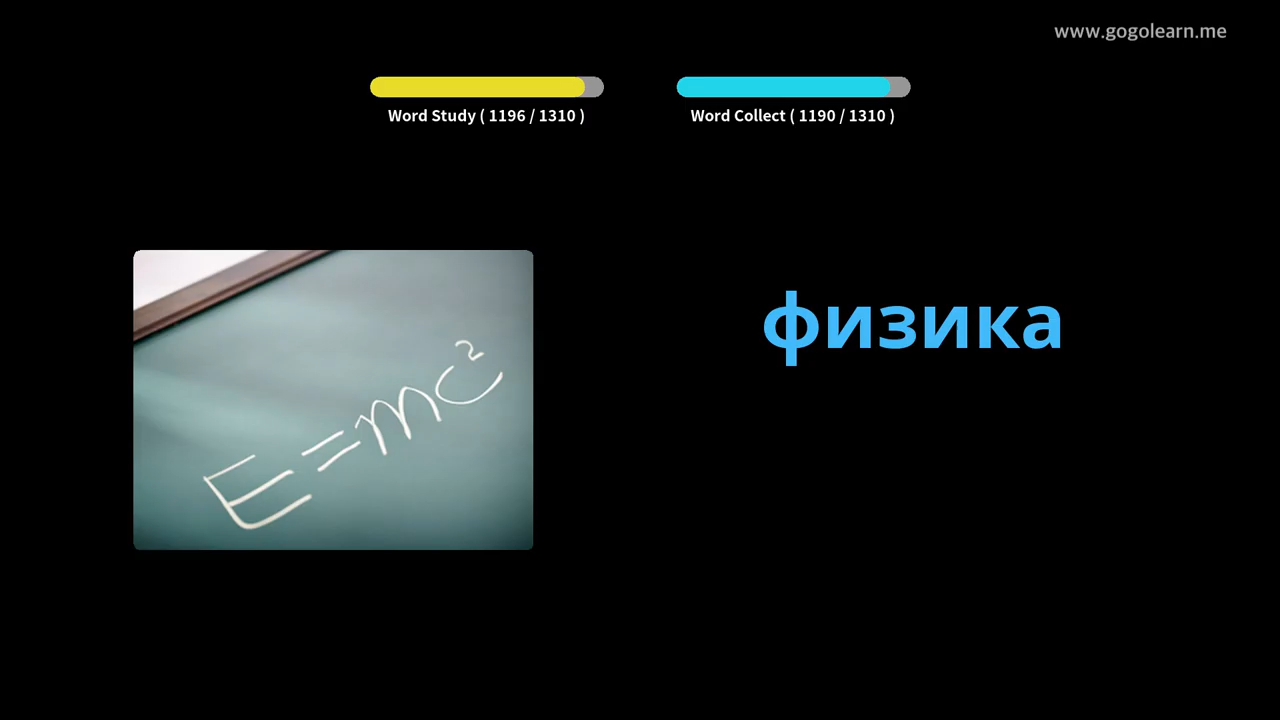 www.gogolearn.me
Word Study ( 1196 / 1310 )
Word Collect ( 1190 / 1310 )
физика
E=mc²